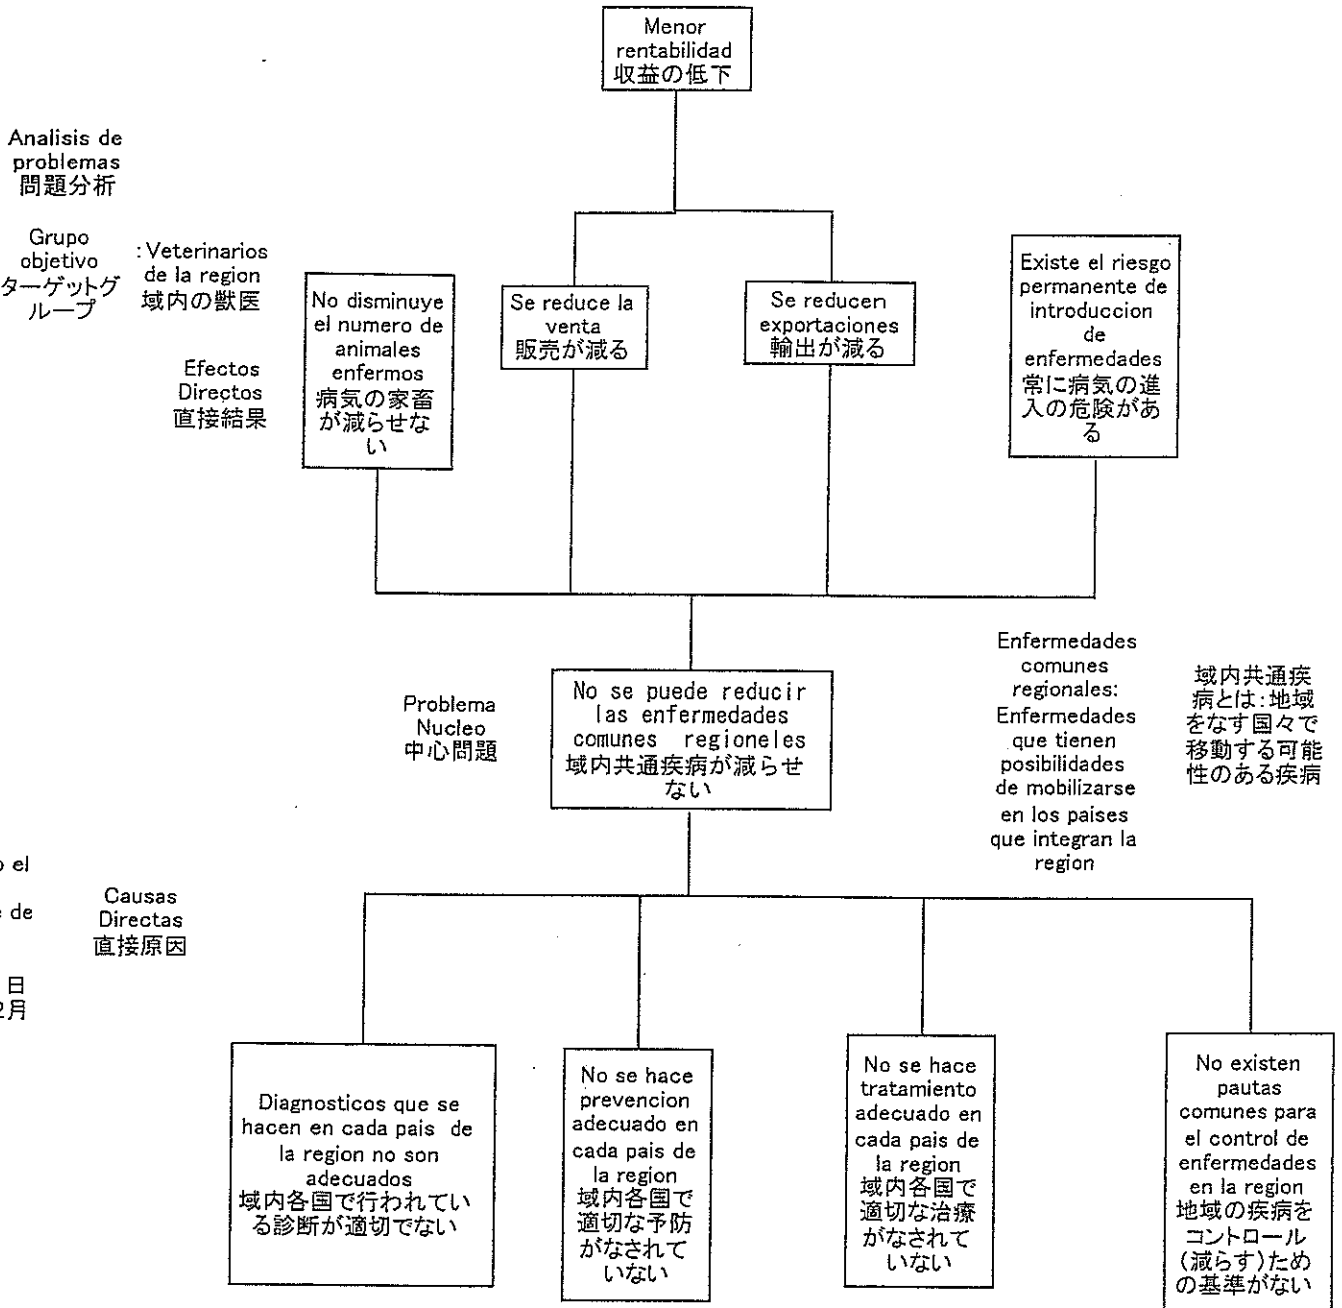 Menor
rentabilidad
収益の低下
Analisis de
problemas
問題分析
Grupo
objetivo
ターゲットグ
ループ
:Veterinarios
de la region
域内の獣医
Efectos
Directos
直接結果
No disminuye
el numero de
animales
enfermos
病気の家畜
が減らせな
い
Se reduce la
venta
販売が減る
Se reducen
exportaciones
輸出が減る
Existe el riesgo
permanente de
introduccion
de
enfermedades
常に病気の進
入の危険があ
る
Problema
Nucleo
中心問題
No se puede reducir
las enfermedades
comunes regioneles
域内共通疾病が減らせ
ない
Enfermedades
comunes
regionales:
Enfermedades
que tienen
posibilidades
de mobilizarse
en los paises
que integran la
region
域内共通疾
病とは:地域
をなす国々で
移動する可能
性のある疾病
o el
de
日
2月
Causas
Directas
直接原因
Diagnosticos que se
hacen en cada pais de
la region no son
adecuados
域内各国で行われてい
る診断が適切でない
No se hace
prevencion
adecuado en
cada pais de
la region
域内各国で
適切な予防
がなされて
いない
No se hace
tratamiento
adecuado en
cada pais de
la region
域内各国で
適切な治療
がなされて
いない
No existen
pautas
comunes para
el control de
enfermedades
en la region
地域の疾病を
コントロール
(減らす)ため
の基準がない